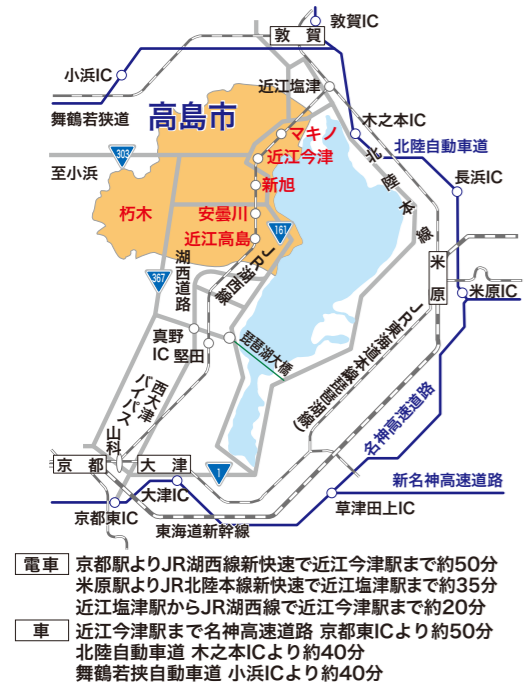 敦賀IC
敦賀
小浜IC
近江塩津
舞鶴若狭道
高島市
木之本IC
マキノ
北陸自動車道
303
近江今津
至小浜
北陸本線
長浜IC
新旭
朽木
安曇川
161
近江高島
米原
367
湖西道路
JR湖西線
米原IC
真野IC
堅田
琵琶湖大橋
JR東海道本線(琵琶湖線)
西大津バイパス
山科
名神高速道路
京都
大津
1
新名神高速道路
大津IC
京都東IC
草津田上IC
東海道新幹線
電車 京都駅よりJR湖西線新快速で近江今津駅まで約50分
米原駅よりJR北陸本線新快速で近江塩津駅まで約35分
近江塩津駅からJR湖西線で近江今津駅まで約20分
車 近江今津駅まで名神高速道路 京都東ICより約50分
北陸自動車道 木之本ICより約40分
舞鶴若狭自動車道 小浜ICより約40分